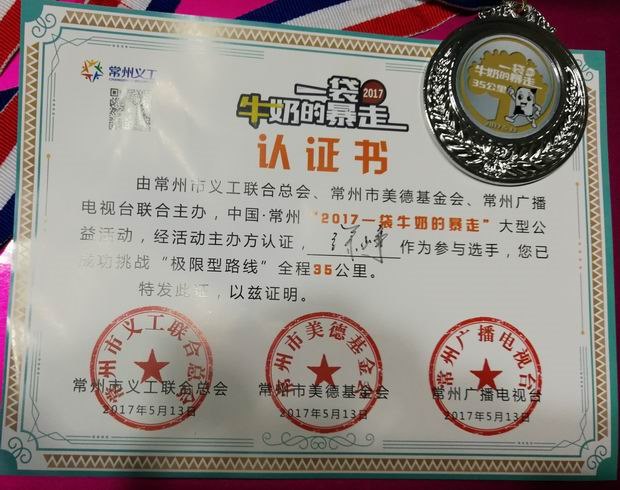 常州义工
一袋
2017
牛奶的暴走
认证书
由常州市义工联合总会、常州市美德基金会、常州广播
电视台联合主办，中国·常州“2017一袋牛奶的暴走”大型公
益活动，经活动主办方认证，作为参与选手，您已
成功挑战“极限型路线”全程35公里。
特发此证，以兹证明。
常州市义工联合总会
常州市美德基金会
常州广播电视台
常州市义工联合总会
常州市美德基金会
常州广播电视台
2017年5月13日
2017年5月13日
2017年5月13日
一袋
牛奶的暴走
35公里